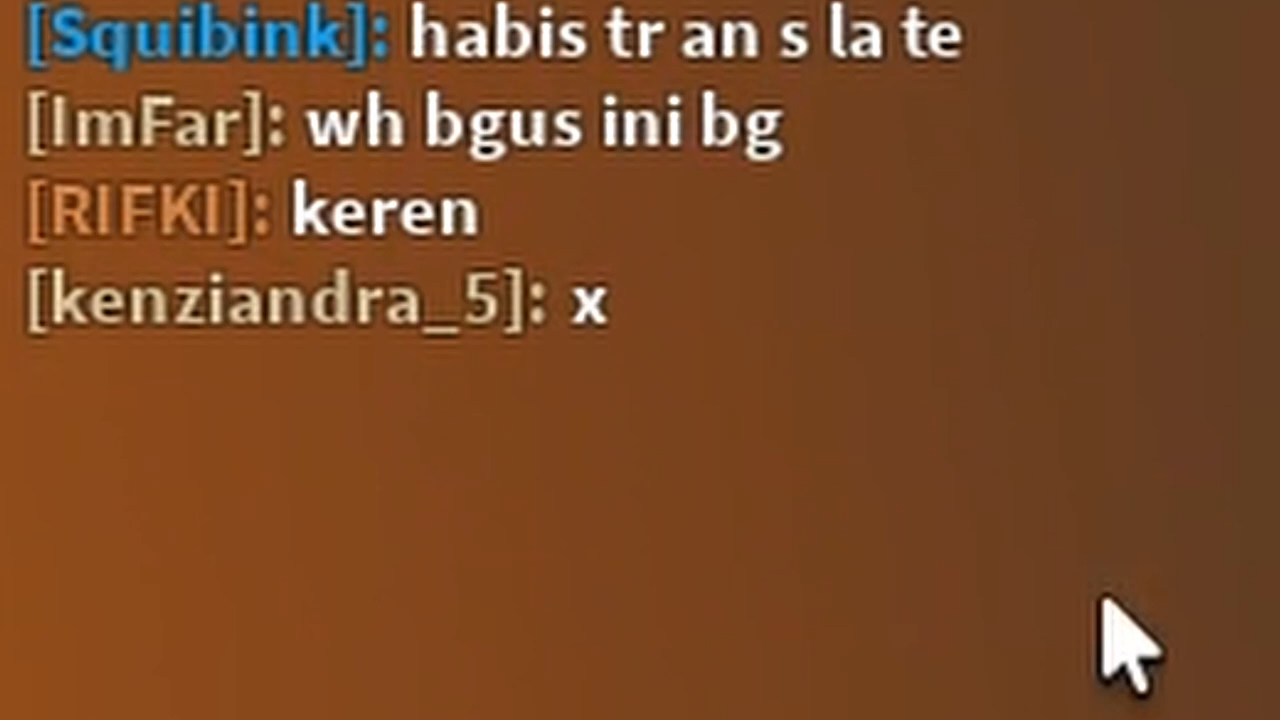 [Squibink]: habis tr an s la te
[ImFar]: wh bgus ini bg
[RIFKI]: keren
[kenziandra_5]: x